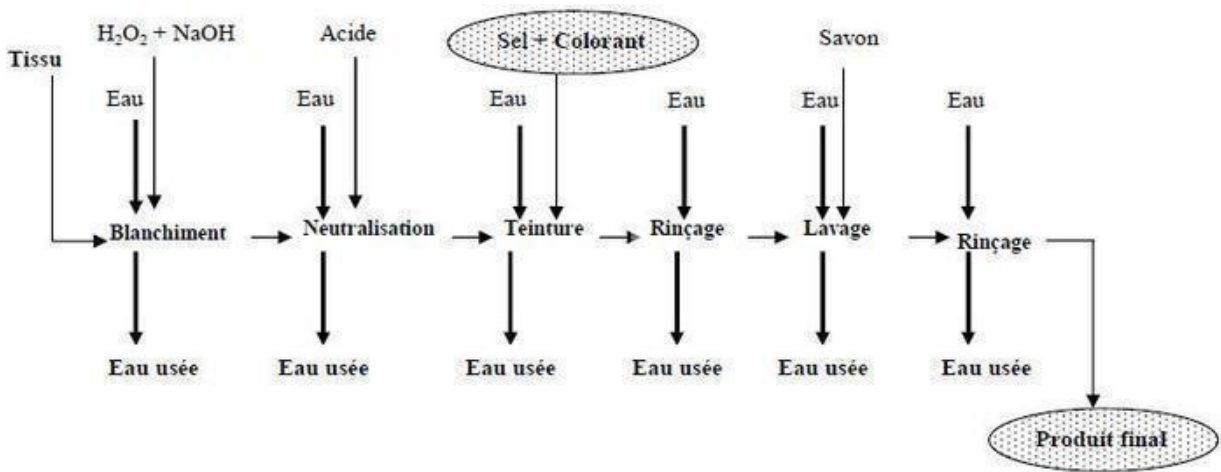 H₂O₂ + NaOH
Acide
Sel + Colorant
Savon
Tissu
Eau
Eau
Eau
Eau
Eau
Eau
Blanchiment
Neutralisation
Teinture
Rinçage
Lavage
Rinçage
Eau usée
Eau usée
Eau usée
Eau usée
Eau usée
Eau usée
Produit final